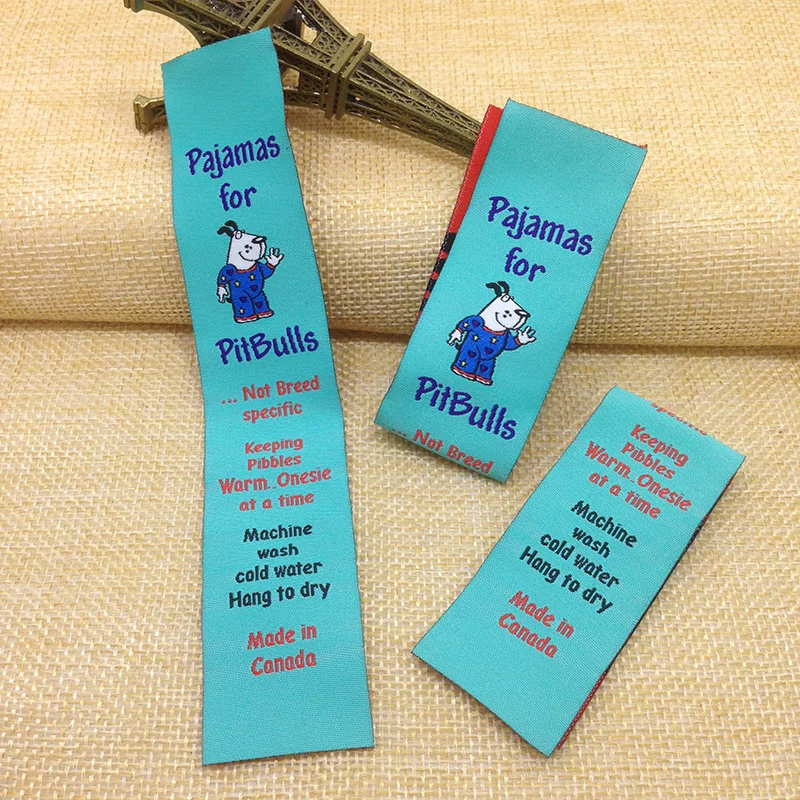 Pajamas
for
PitBulls
... Not Breed
specific
Keeping
Pibbles
Warm..Onesie
at a time
Machine
wash
cold water
Hang to dry
Made in
Canada
Pajamas
for
PitBulls
... Not Breed
specific
Keeping
Pibbles
Warm..Onesie
at a time
Machine
wash
cold water
Hang to dry
Made in
Canada